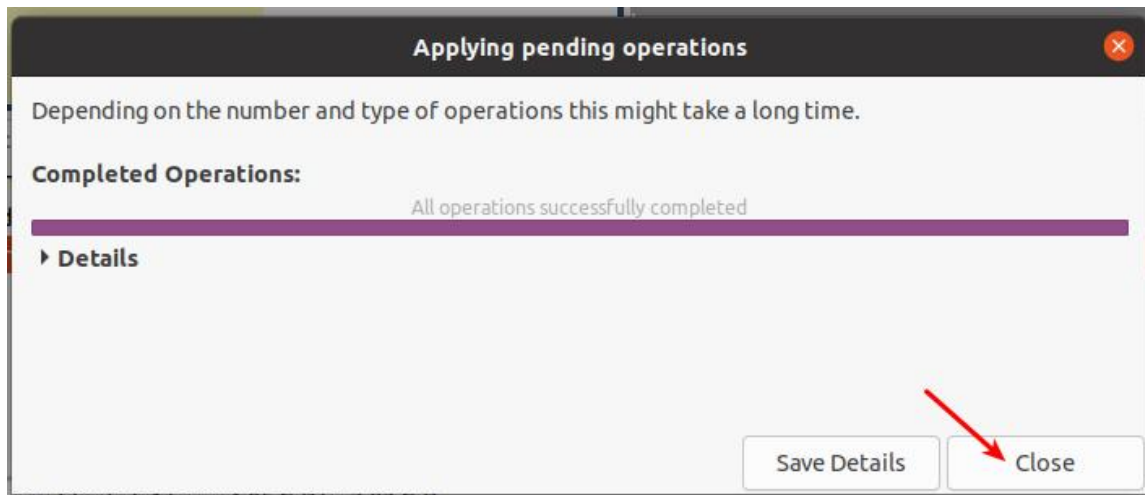 Applying pending operations
Depending on the number and type of operations this might take a long time.
Completed Operations:
All operations successfully completed
Details
Save Details
Close